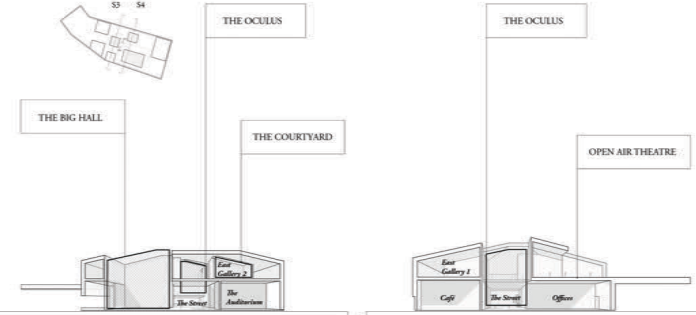 S3 S4
THE OCULUS
THE OCULUS
THE BIG HALL
THE COURTYARD
OPEN AIR THEATRE
East
Gallery 2
The Street
The
Auditorium
East
Gallery 1
Café
The Street
Offices